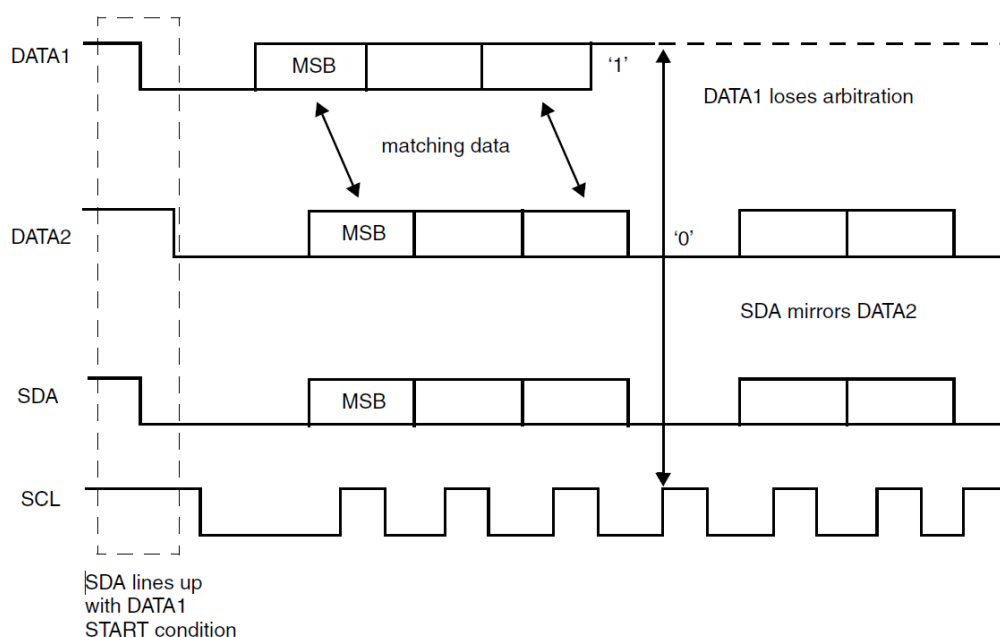 DATA1
MSB
‘1’
DATA1 loses arbitration
matching data
DATA2
MSB
‘0’
SDA mirrors DATA2
SDA
MSB
SCL
SDA lines up
with DATA1
START condition